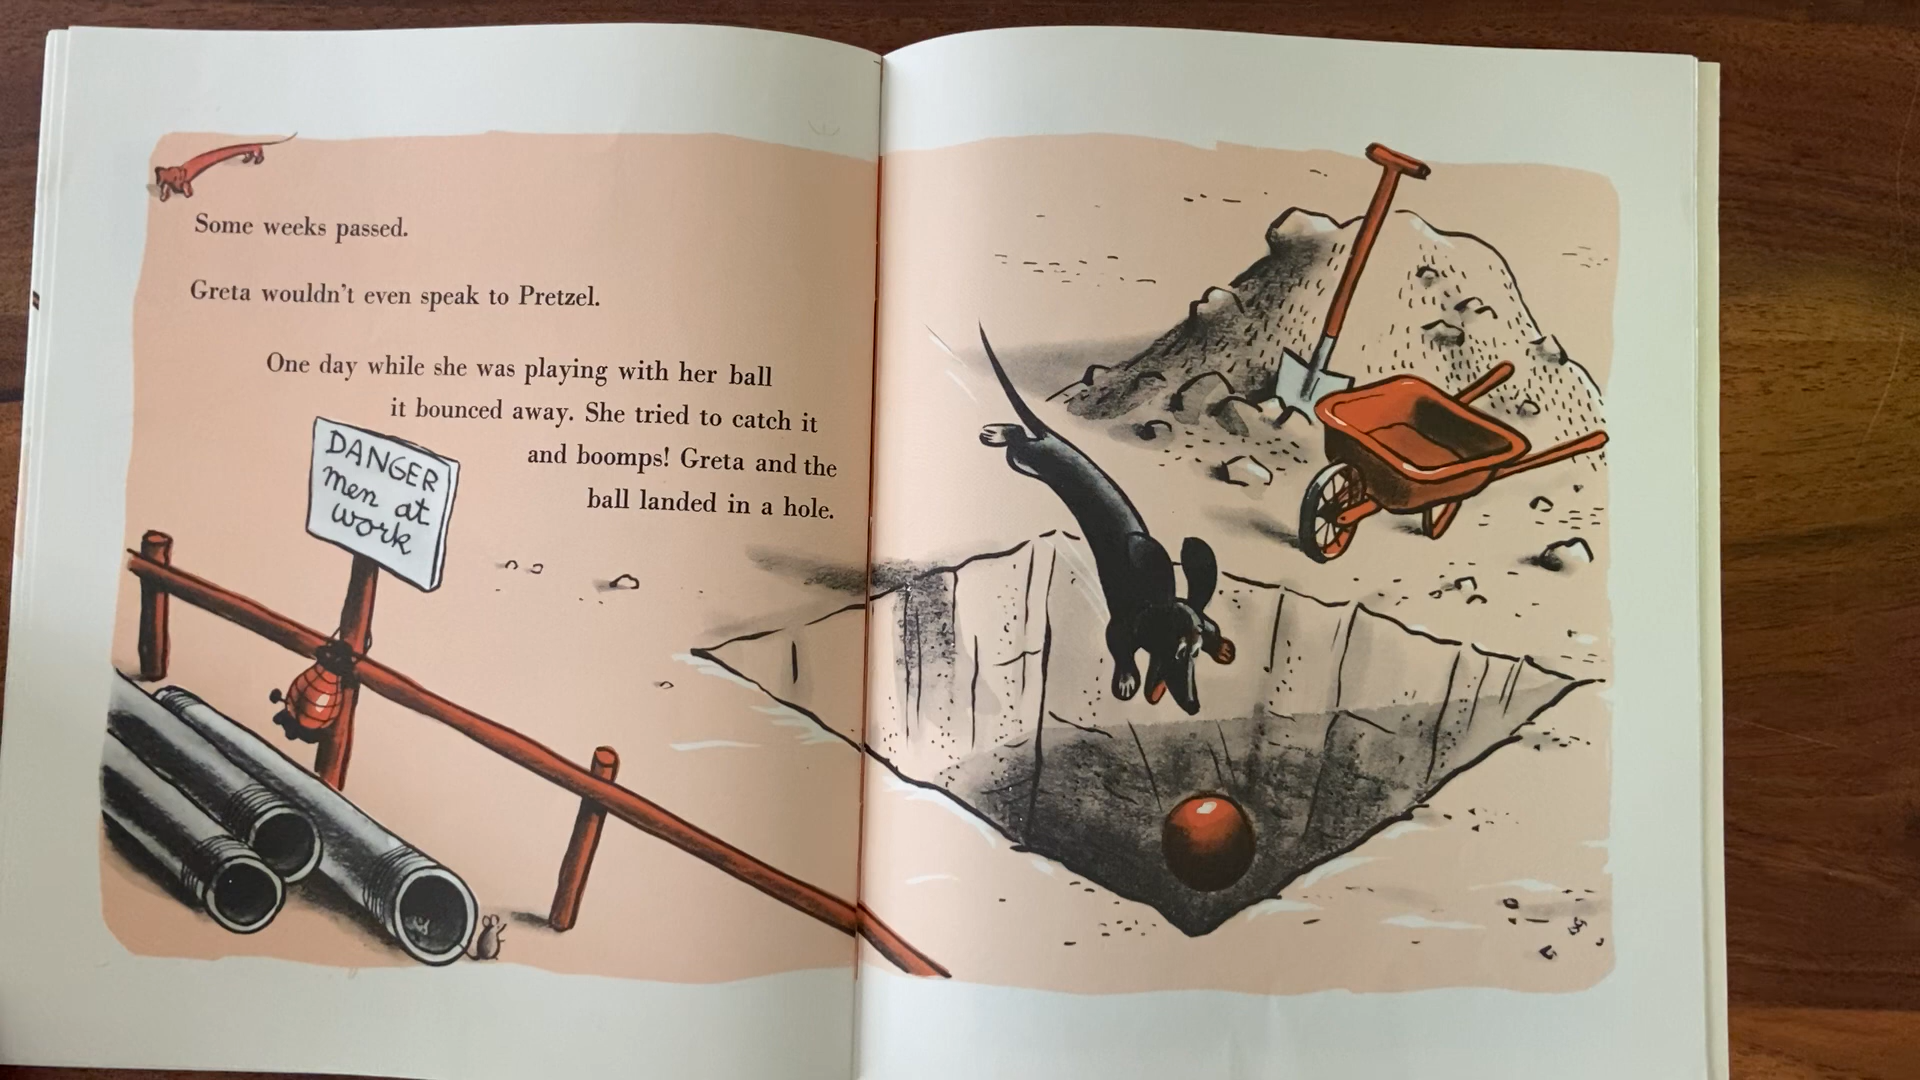 Some weeks passed.
Greta wouldn't even speak to Pretzel.
One day while she was playing with her ball
it bounced away. She tried to catch it
and boomps! Greta and the
ball landed in a hole.
DANGER
men at
work